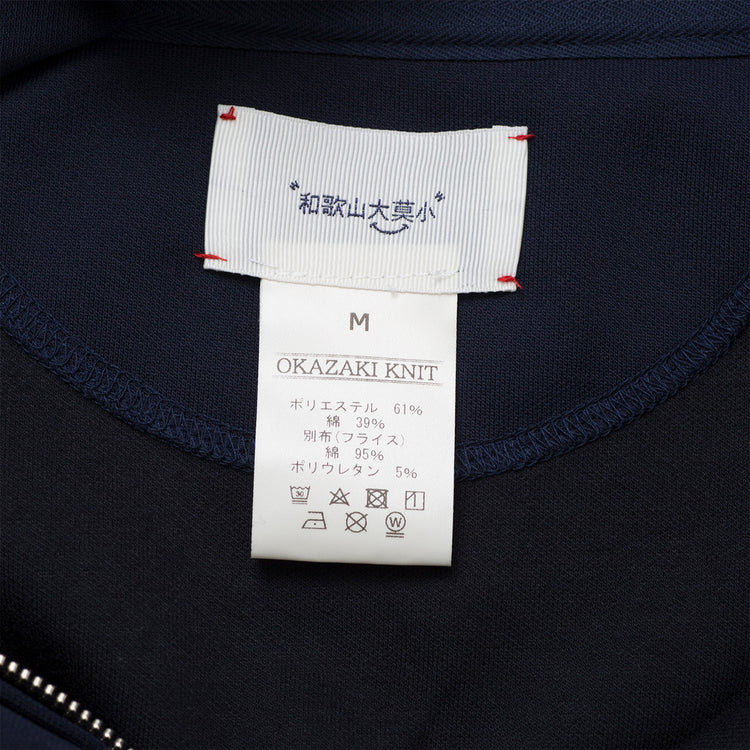 "和歌山大莫小"
M
OKAZAKI KNIT
ポリエステル 61%
綿 39%
別布(フライス)
綿 95%
ポリウレタン 5%
30
W